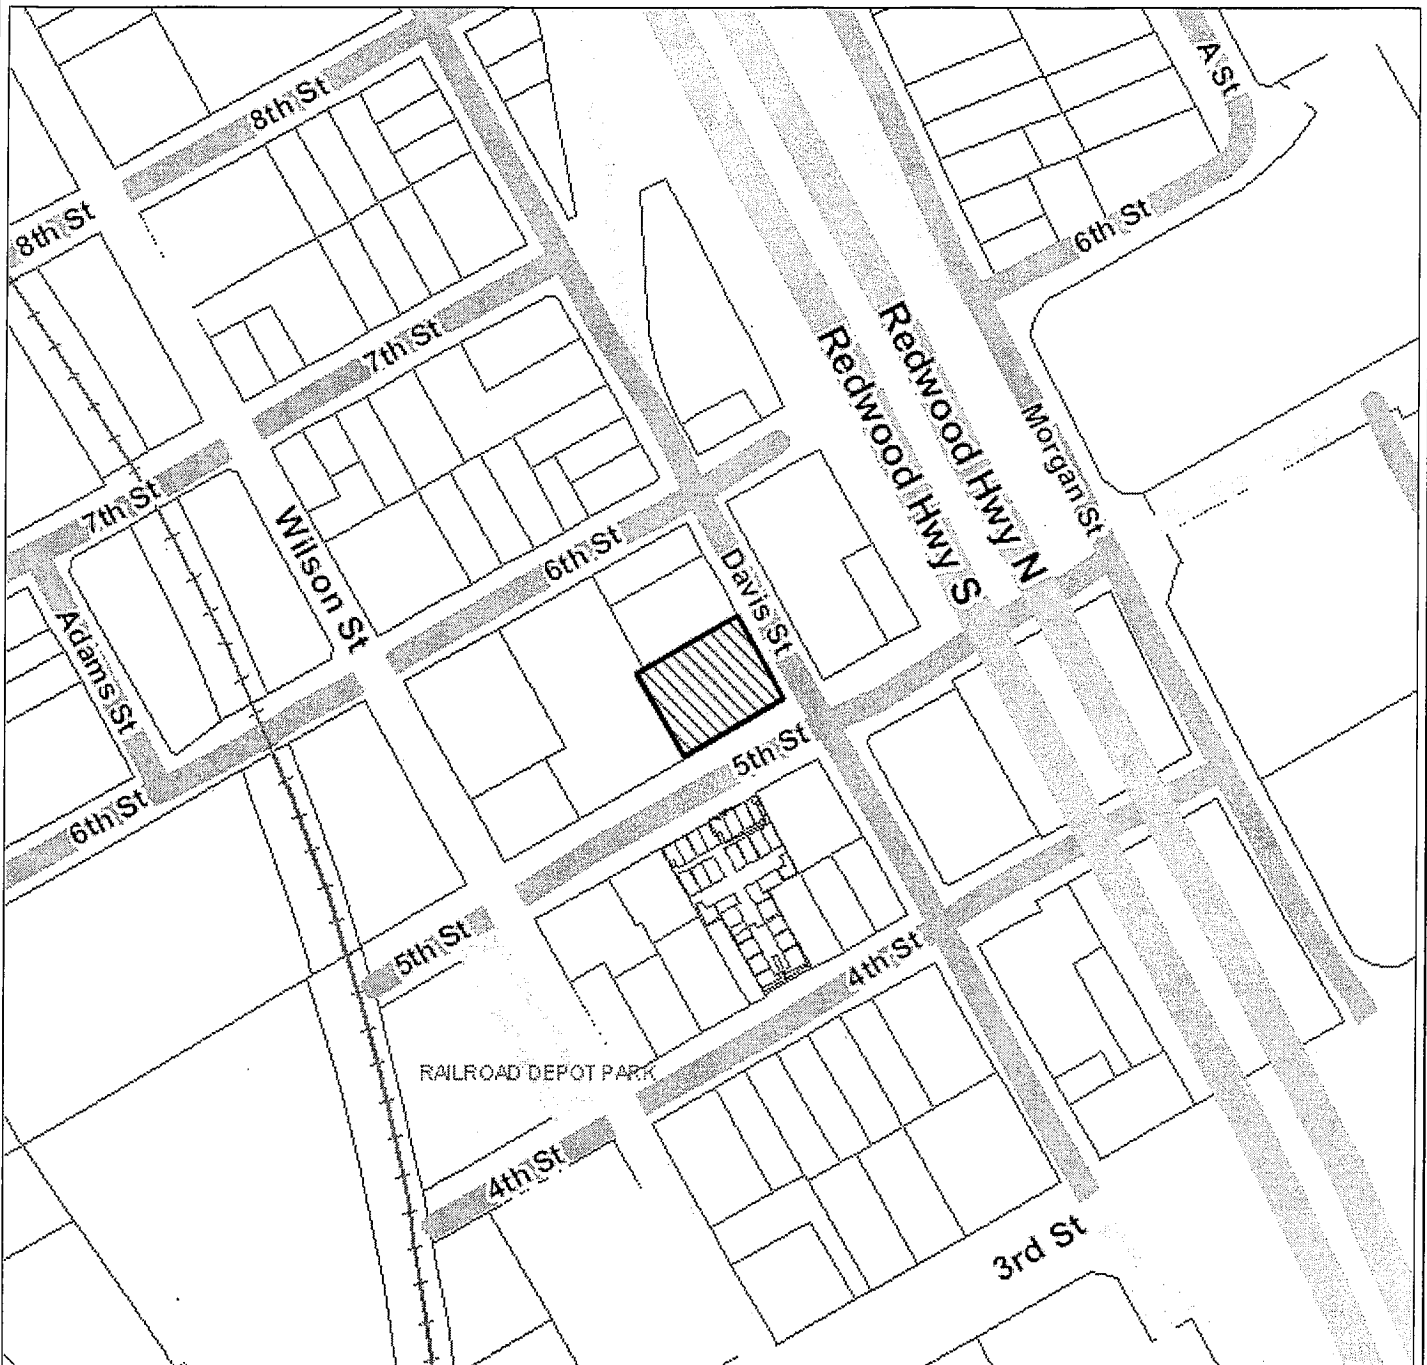 A St
8th St
8th St
6th St
7th St
Redwood Hwy N
Redwood Hwy S
Morgan St
7th St
Wilson St
6th St
Davis St
Adams St
6th St
5th St
5th St
4th St
RAILROAD DEPOT PARK
4th St
3rd St